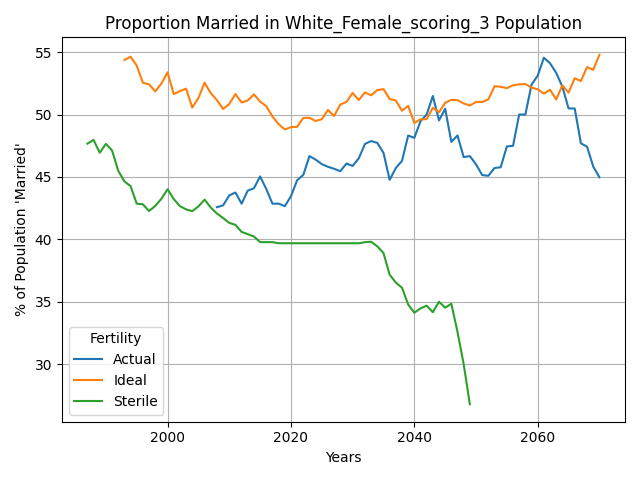 Proportion Married in White_Female_scoring_3 Population
% of Population 'Married'
55
50
45
40
35
30
Fertility
Actual
Ideal
Sterile
2000 2020 2040 2060
Years